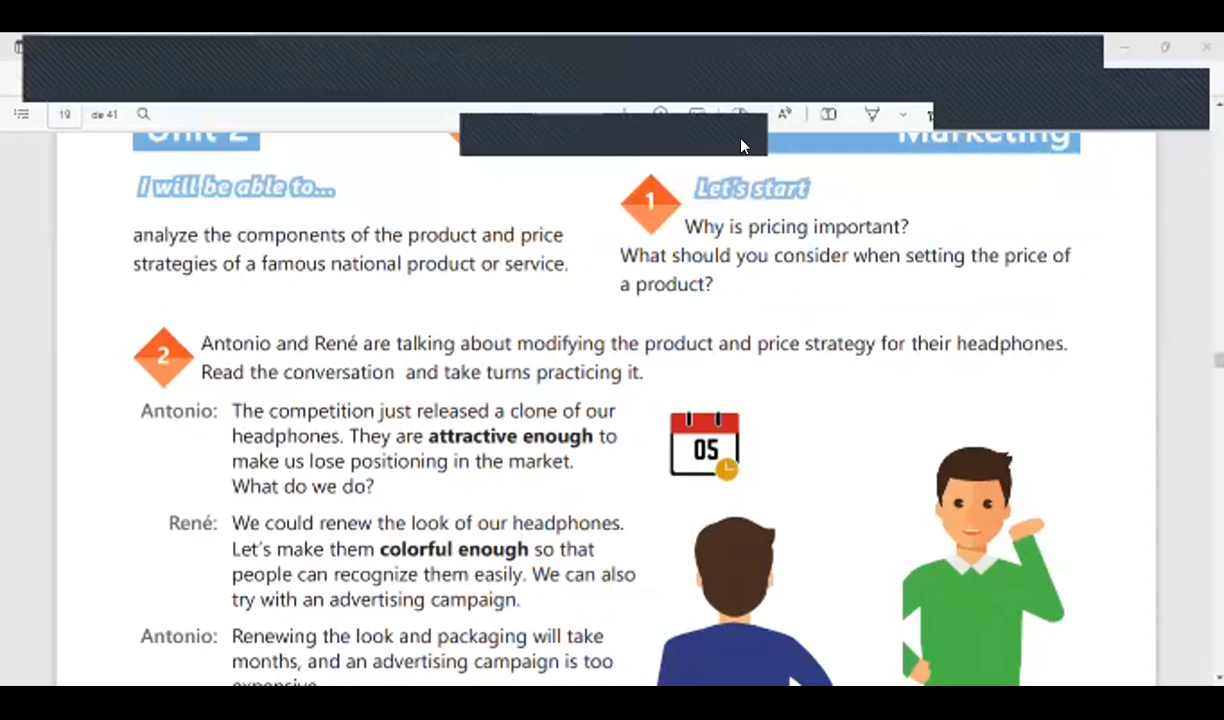 19 de 41
Unit 2
Marketing
I will be able to...
analyze the components of the product and price
strategies of a famous national product or service.
1
Let's start
Why is pricing important?
What should you consider when setting the price of
a product?
2
Antonio and René are talking about modifying the product and price strategy for their headphones.
Read the conversation and take turns practicing it.
Antonio: The competition just released a clone of our
headphones. They are attractive enough to
make us lose positioning in the market.
What do we do?
René: We could renew the look of our headphones.
Let's make them colorful enough so that
people can recognize them easily. We can also
try with an advertising campaign.
Antonio: Renewing the look and packaging will take
months, and an advertising campaign is too
expensive
05